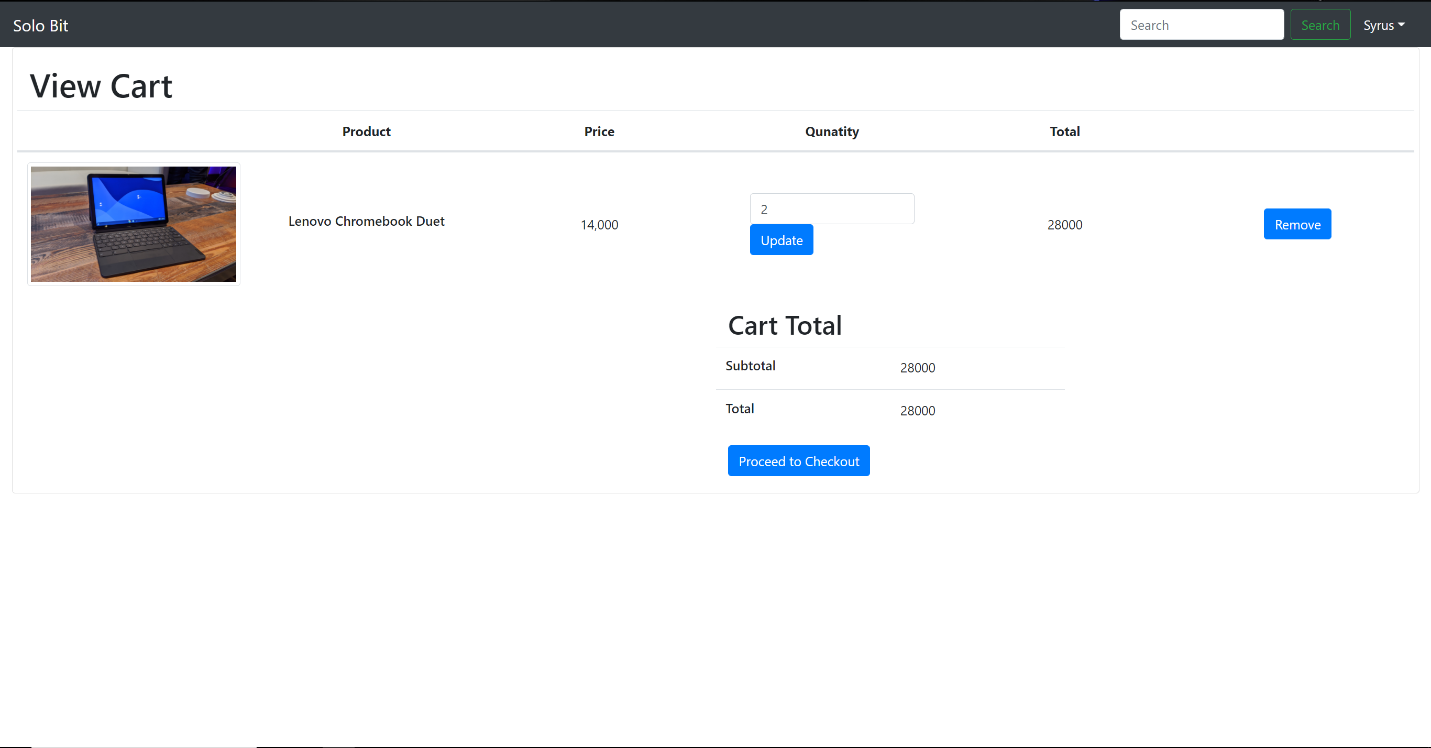 Solo Bit
Search
Search
Syrus
View Cart
Product Price Qunatity Total
Lenovo Chromebook Duet
14,000
2
Update
28000
Remove
Cart Total
Subtotal 28000
Total 28000
Proceed to Checkout